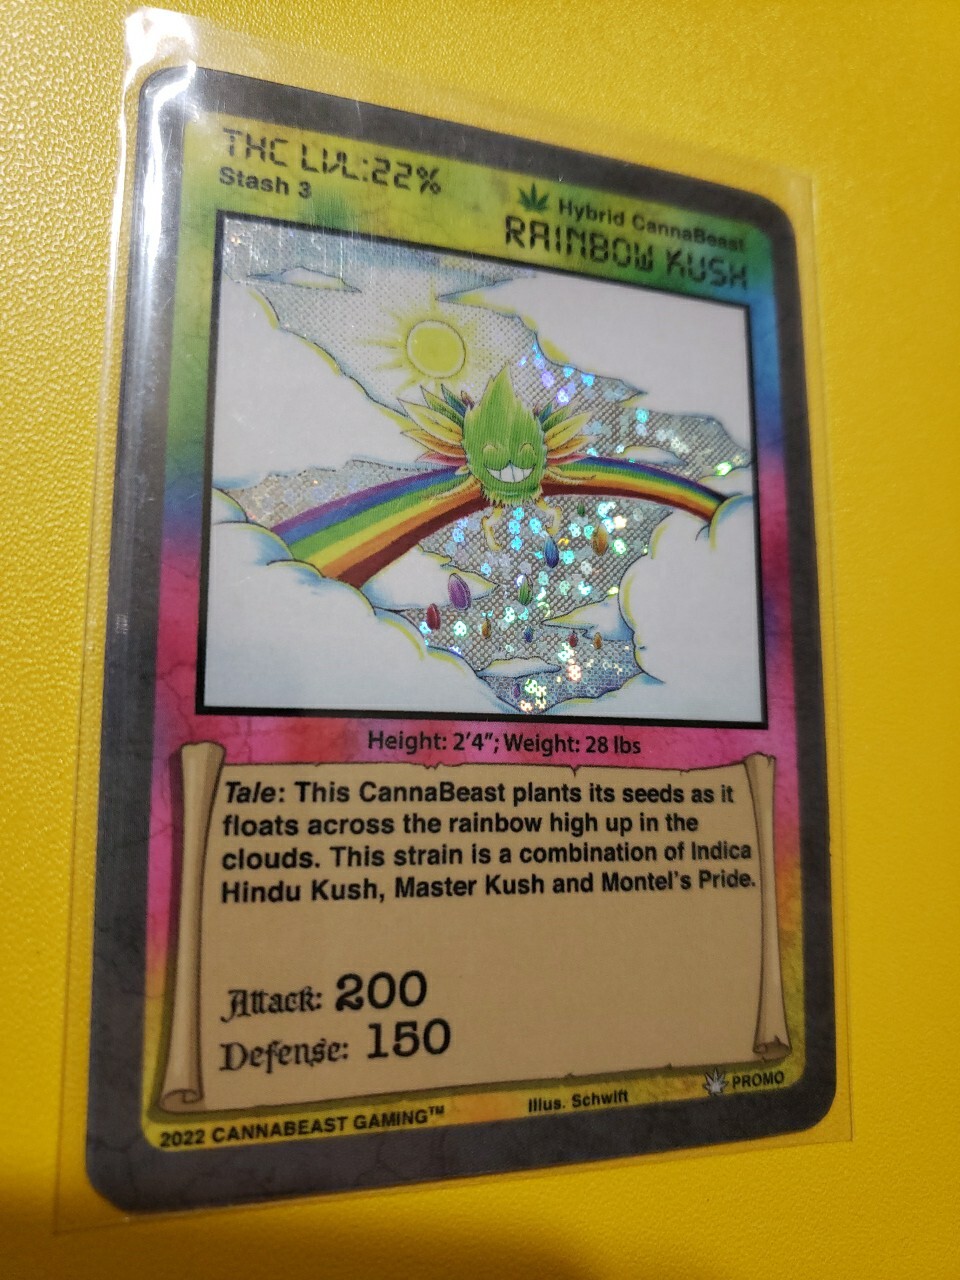 THC LVL:22%
Stash 3
Hybrid CannaBeast
RAINBOW KUSH
Height: 2’4”; Weight: 28 lbs
Tale: This CannaBeast plants its seeds as it
floats across the rainbow high up in the
clouds. This strain is a combination of Indica
Hindu Kush, Master Kush and Montel’s Pride.
Attack: 200
Defense: 150
2022 CANNABEAST GAMING™
Illus. Schwift
PROMO